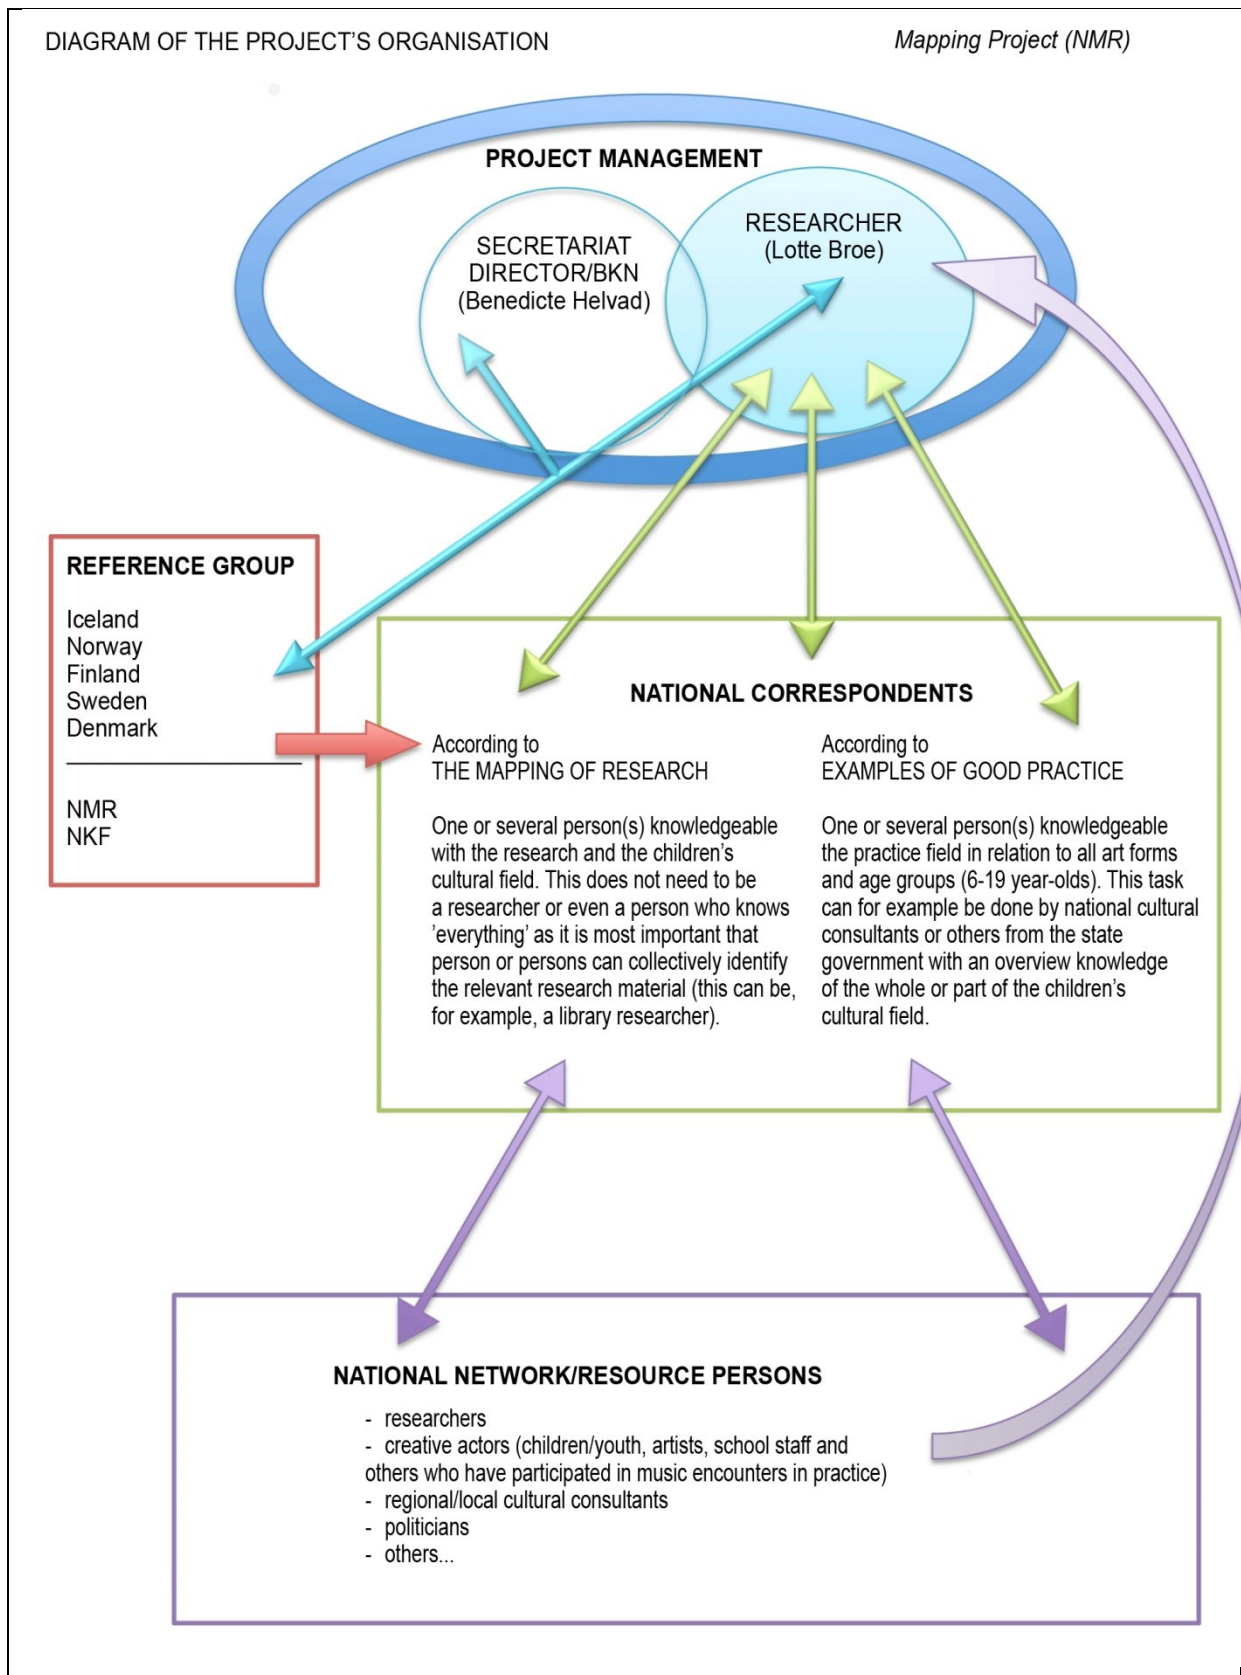 DIAGRAM OF THE PROJECT'S ORGANISATION
Mapping Project (NMR)
PROJECT MANAGEMENT
SECRETARIAT
DIRECTOR/BKN
(Benedicte Helvad)
RESEARCHER
(Lotte Broe)
REFERENCE GROUP
Iceland
Norway
Finland
Sweden
Denmark
NMR
NKF
NATIONAL CORRESPONDENTS
According to
THE MAPPING OF RESEARCH
One or several person(s) knowledgeable
with the research and the children's
cultural field. This does not need to be
a researcher or even a person who knows
'everything' as it is most important that
person or persons can collectively identify
the relevant research material (this can be,
for example, a library researcher).
According to
EXAMPLES OF GOOD PRACTICE
One or several person(s) knowledgeable
the practice field in relation to all art forms
and age groups (6-19 year-olds). This task
can for example be done by national cultural
consultants or others from the state
government with an overview knowledge
of the whole or part of the children's
cultural field.
NATIONAL NETWORK/RESOURCE PERSONS
- researchers
- creative actors (children/youth, artists, school staff and
others who have participated in music encounters in practice)
- regional/local cultural consultants
- politicians
- others...